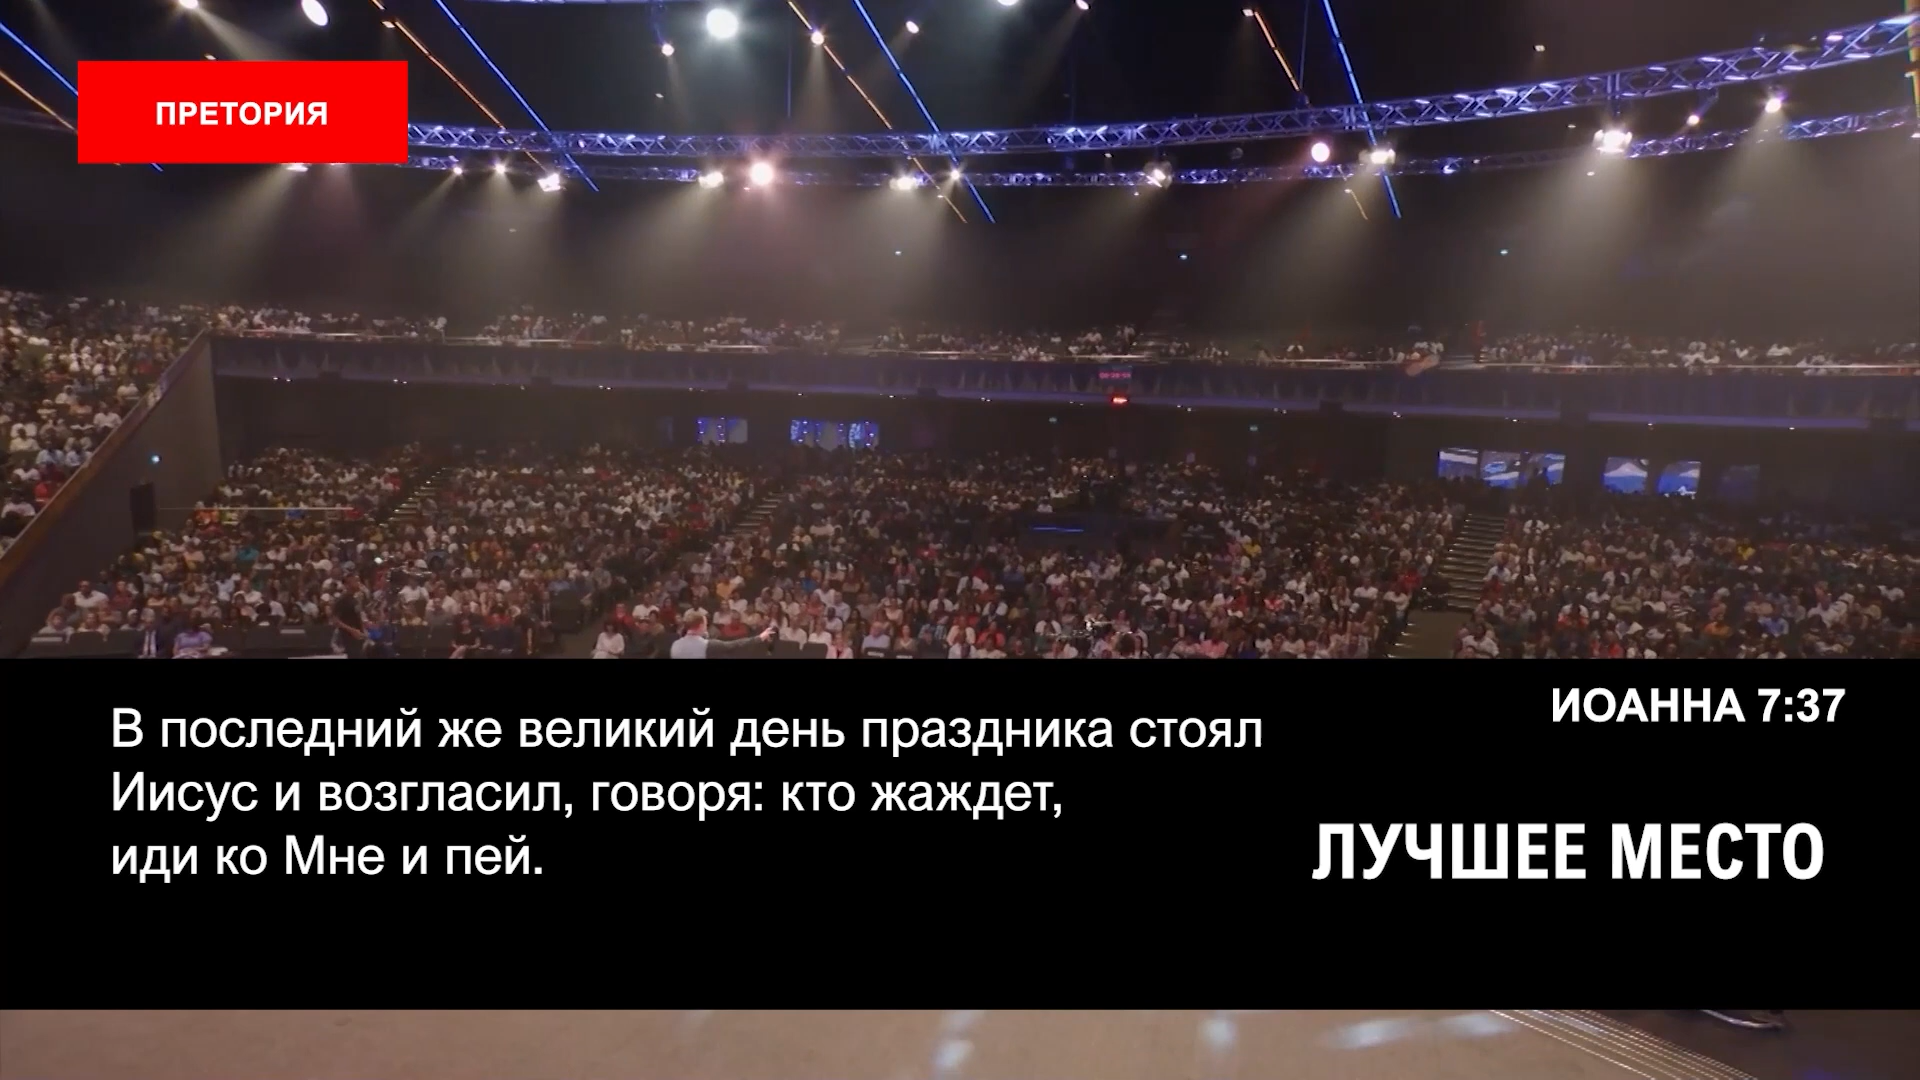 ПРЕТОРИЯ
В последний же великий день праздника стоял
Иисус и возгласил, говоря: кто жаждет,
иди ко Мне и пей.
ИОАННА 7:37
ЛУЧШЕЕ МЕСТО